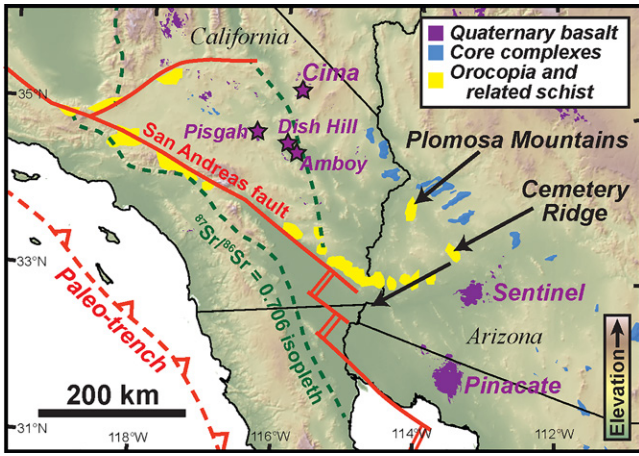 California
Quaternary basalt
Core complexes
Orocopia and
related schist
Cima
35°N
Pisgah
Dish Hill
Amboy
Plomosa Mountains
San Andreas fault
Cemetery
Ridge
33°N
87Sr/86Sr = 0.706 isopleth
Paleo-trench
Sentinel
Arizona
Elevation
Pinacate
200 km
31°N
118°W
116°W
114°W
112°W